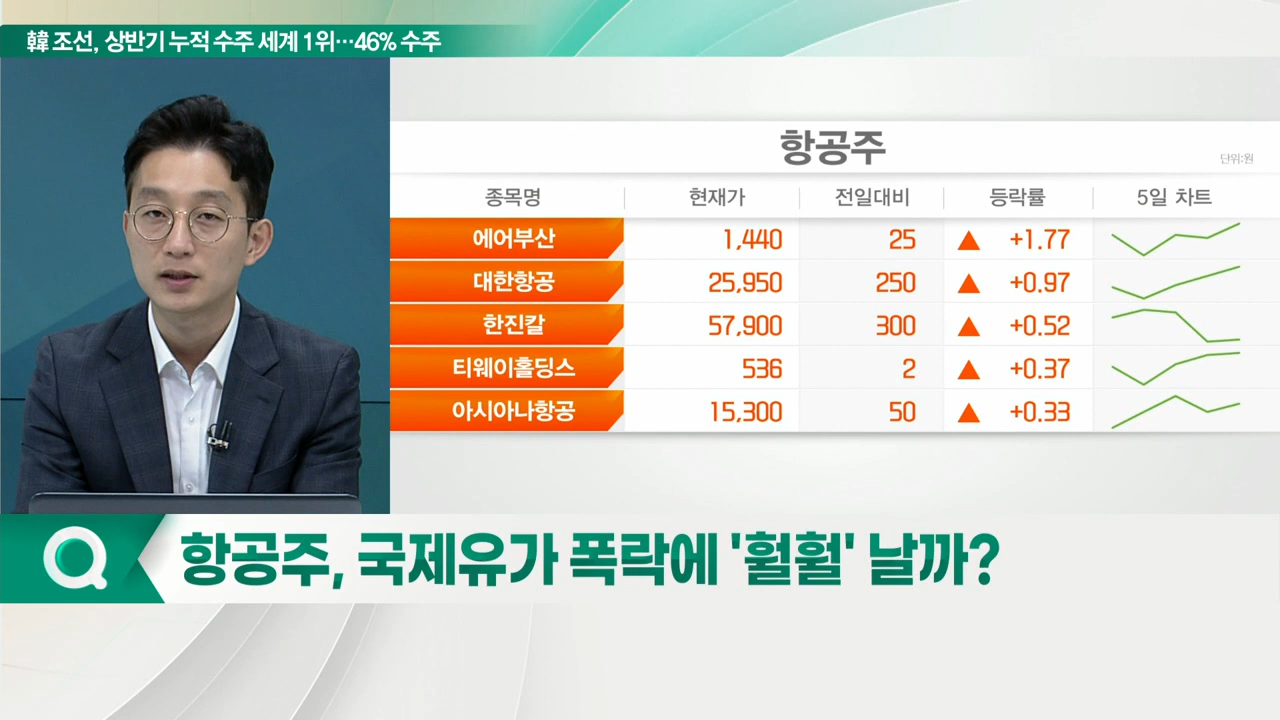 韓 조선, 상반기 누적 수주 세계 1위…46% 수주
항공주
단위:원
종목명 현재가 전일대비 등락률 5일 차트
에어부산 1,440 25 ▲ +1.77
대한항공 25,950 250 ▲ +0.97
한진칼 57,900 300 ▲ +0.52
티웨이홀딩스 536 2 ▲ +0.37
아시아나항공 15,300 50 ▲ +0.33
항공주, 국제유가 폭락에 '훨훨' 날까?